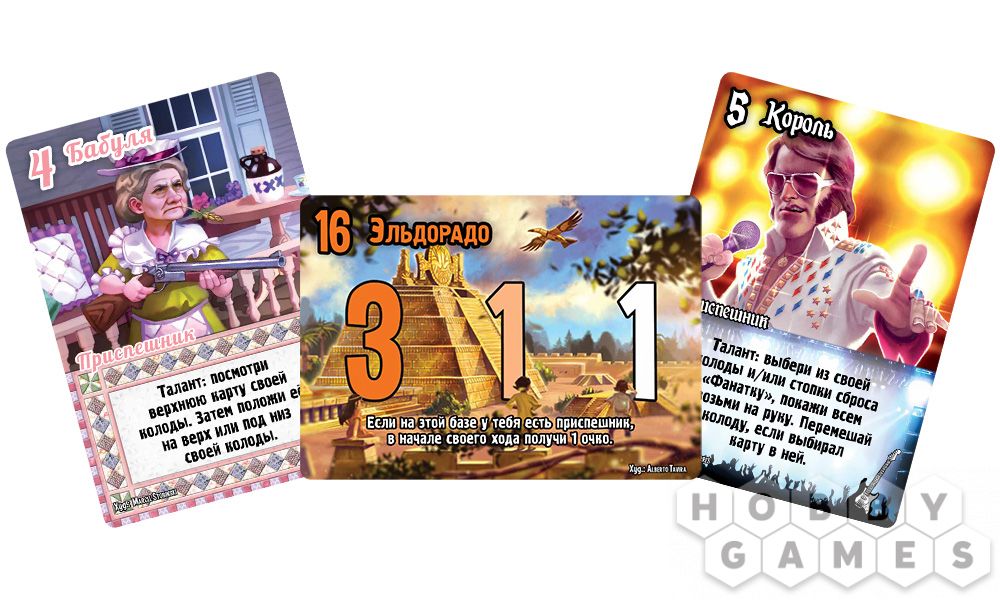 4 Бабуля
КХХ
Приспешник
Талант: посмотри
верхнюю карту своей
колоды. Затем положи её
на верх или под низ
своей колоды.
16 Эльдорадо
3 1 1
Если на этой базе у тебя есть приспешник,
в начале своего хода получи 1 очко.
Худ.: Alberto Tavira
5 Король
Талант: выбери из своей
колоды и/или стопки сброса
«Фанатку», покажи всем
возьми на руку. Перемешай
колоду, если выбирал
карту в ней.
HOBBY
GAMES